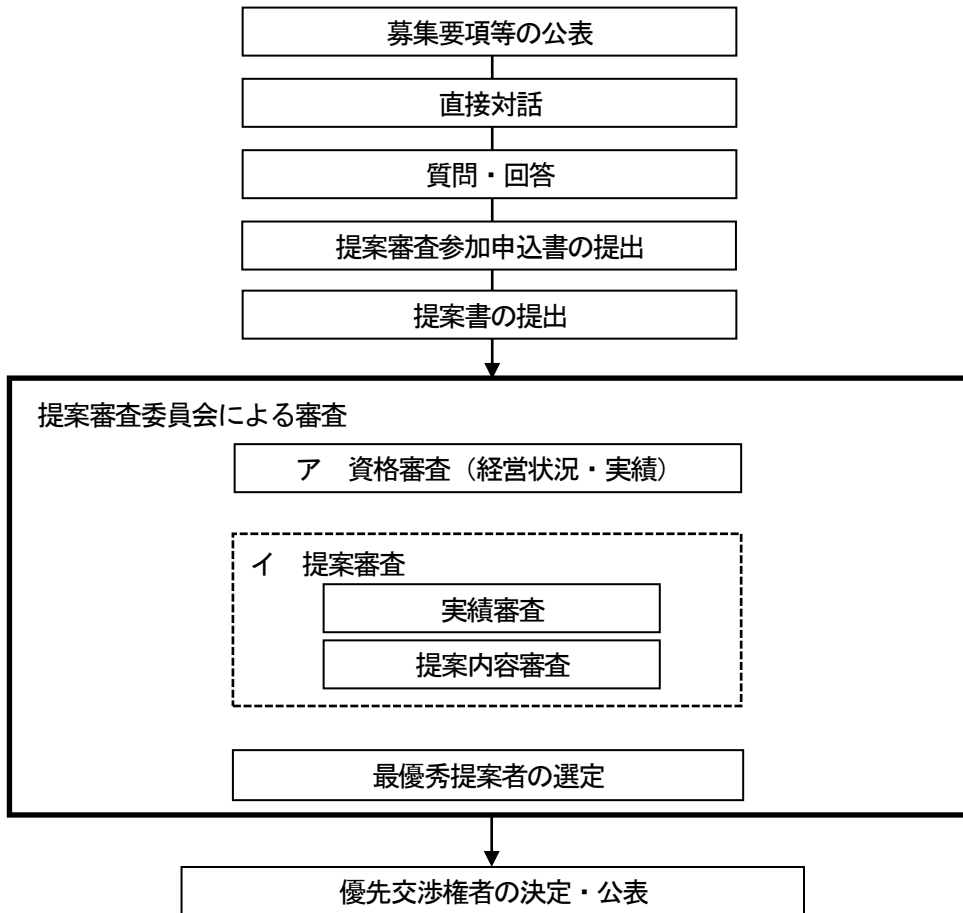 募集要項等の公表
直接対話
質問・回答
提案審査参加申込書の提出
提案書の提出
提案審査委員会による審査
ア　資格審査（経営状況・実績）
イ　提案審査
実績審査
提案内容審査
最優秀提案者の選定
優先交渉権者の決定・公表